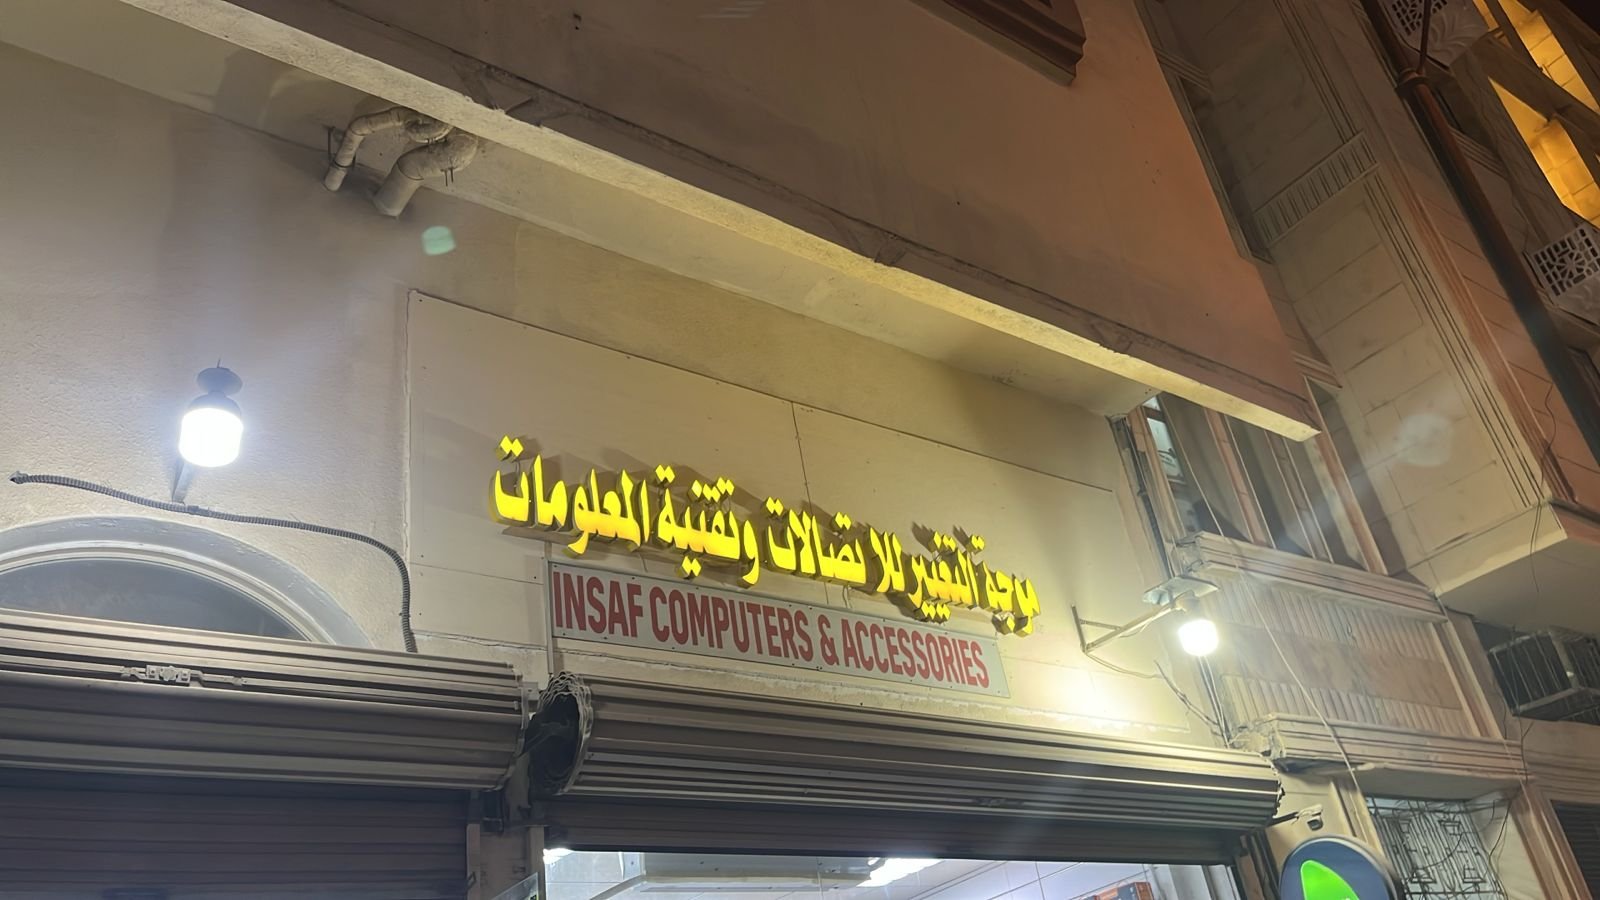 موجة التغيير للاتصالات وتقنية المعلومات
INSAF COMPUTERS & ACCESSORIES